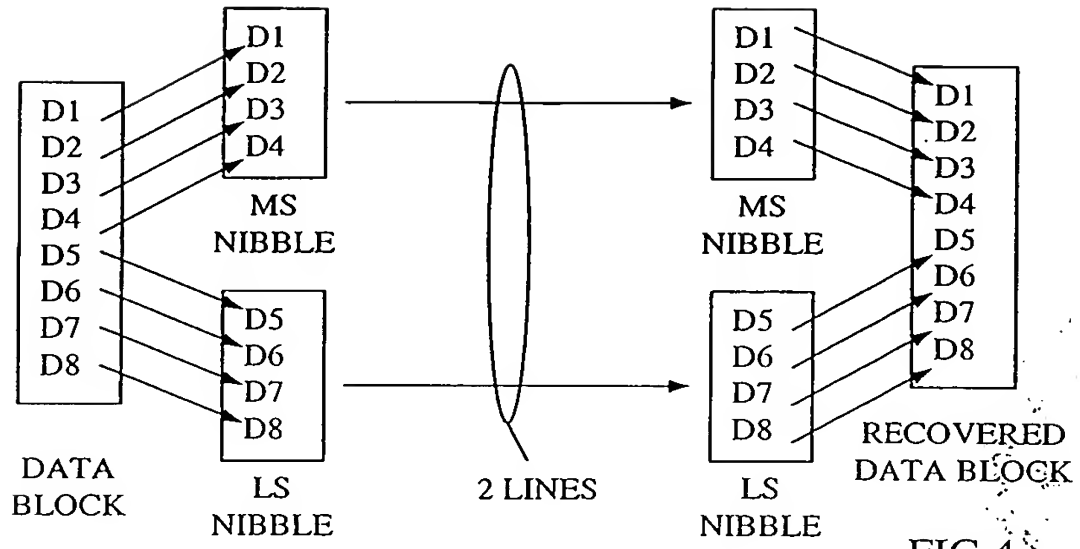 D1
D2
D3
D4
D5
D6
D7
D8
DATA
BLOCK
D1
D2
D3
D4
MS
NIBBLE
D5
D6
D7
D8
LS
NIBBLE
2 LINES
D1
D2
D3
D4
MS
NIBBLE
D5
D6
D7
D8
LS
NIBBLE
D1
D2
D3
D4
D5
D6
D7
D8
RECOVERED
DATA BLOCK
FIG 4